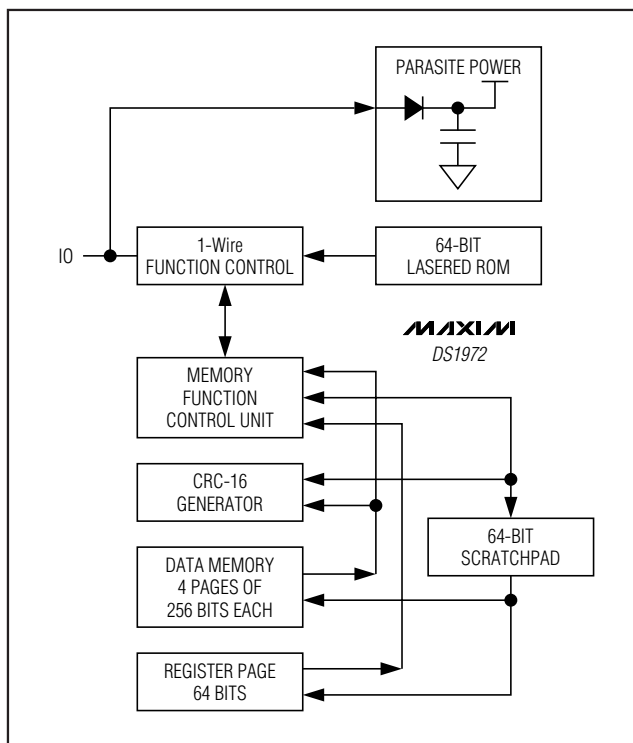 PARASITE POWER
IO
1-Wire
FUNCTION CONTROL
64-BIT
LASERED ROM
MAXIM
DS1972
MEMORY
FUNCTION
CONTROL UNIT
CRC-16
GENERATOR
64-BIT
SCRATCHPAD
DATA MEMORY
4 PAGES OF
256 BITS EACH
REGISTER PAGE
64 BITS